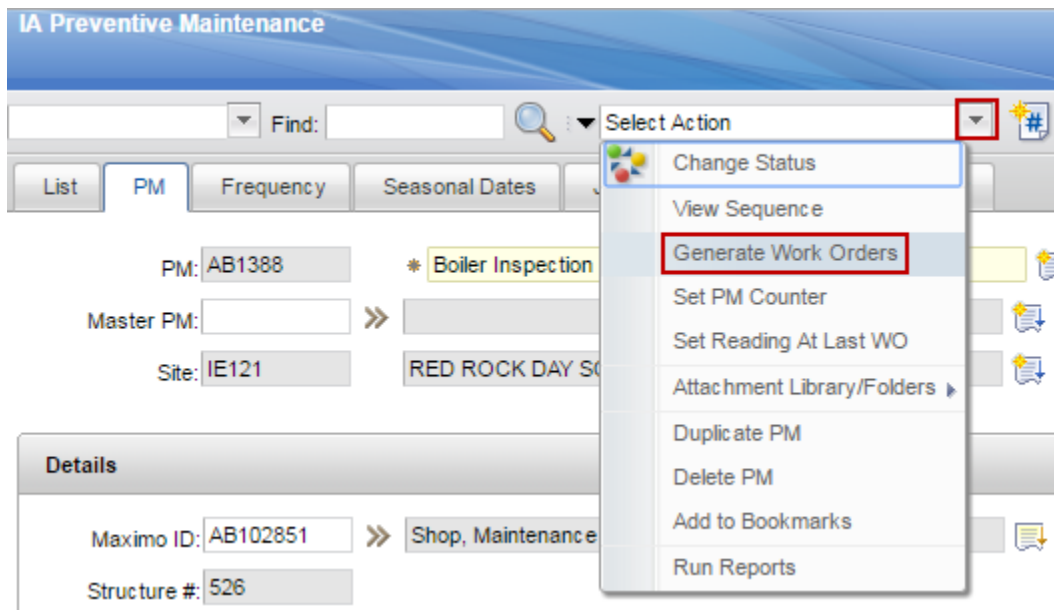 IA Preventive Maintenance
Find: Select Action
List PM Frequency Seasonal Dates
Change Status
View Sequence
Generate Work Orders
Set PM Counter
Set Reading At Last WO
Attachment Library/Folders
Duplicate PM
Delete PM
Add to Bookmarks
Run Reports
PM: AB1388 * Boiler Inspection
Master PM:
Site: IE121 RED ROCK DAY
Details
Maximo ID: AB102851 Shop, Maintenance
Structure #: 526